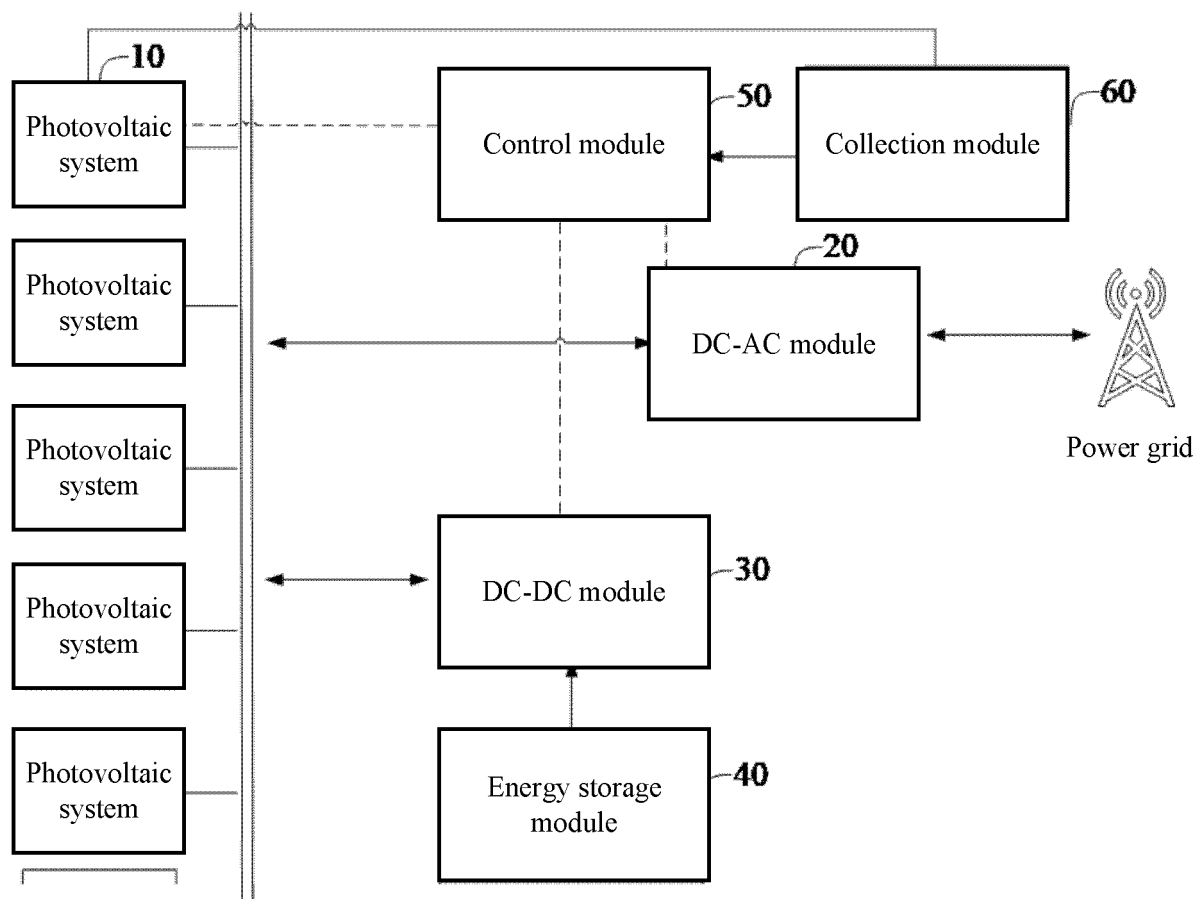 10
Photovoltaic
system
50
Control module
60
Collection module
Photovoltaic
system
20
DC-AC module
Power grid
Photovoltaic
system
30
DC-DC module
Photovoltaic
system
40
Energy storage
module
Photovoltaic
system